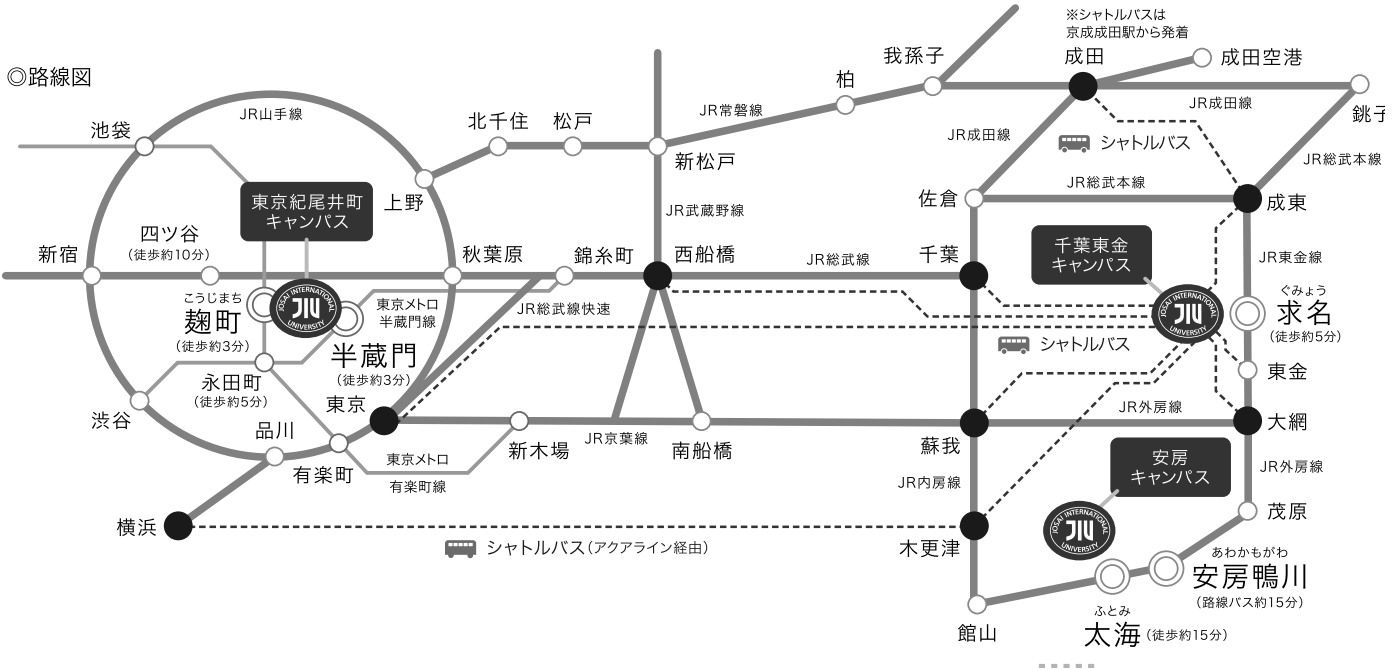 ◎路線図
※シャトルバスは
京成成田駅から発着
成田
成田空港
我孫子
柏
JR成田線
銚子
JR常磐線
北千住
松戸
新松戸
JR山手線
池袋
JR成田線
シャトルバス
JR総武本線
JR総武本線
佐倉
成東
東京紀尾井町
キャンパス
上野
JR武蔵野線
四ツ谷
(徒歩約10分)
新宿
秋葉原
錦糸町
西船橋
JR総武線
千葉
千葉東金
キャンパス
JR東金線
こうじまち
麹町
(徒歩約3分)
JOSAI INTERNATIONAL
JIU
UNIVERSITY
東京メトロ
半蔵門線
JR総武線快速
JOSAI INTERNATIONAL
JIU
UNIVERSITY
ぐみょう
求名
(徒歩約5分)
半蔵門
(徒歩約3分)
シャトルバス
東金
永田町
(徒歩約5分)
渋谷
東京
品川
有楽町
東京メトロ
有楽町線
新木場
JR京葉線
南船橋
蘇我
JR外房線
大網
安房
キャンパス
JR外房線
JR内房線
横浜
シャトルバス(アクアライン経由)
木更津
JOSAI INTERNATIONAL
JIU
UNIVERSITY
茂原
あわかもがわ
安房鴨川
(路線バス約15分)
館山
ふとみ
太海(徒歩約15分)